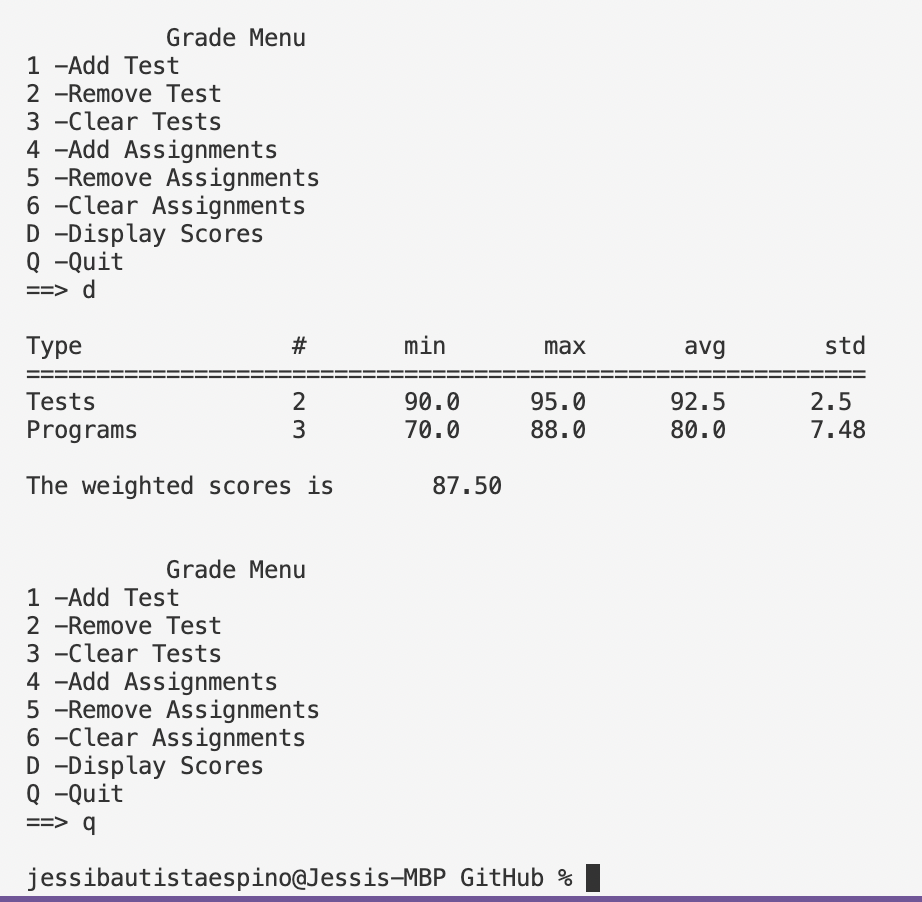 Grade Menu
1 -Add Test
2 -Remove Test
3 -Clear Tests
4 -Add Assignments
5 -Remove Assignments
6 -Clear Assignments
D -Display Scores
Q -Quit
==> d
Type # min max avg std
============================================================
Tests 2 90.0 95.0 92.5 2.5
Programs 3 70.0 88.0 80.0 7.48
The weighted scores is 87.50
Grade Menu
1 -Add Test
2 -Remove Test
3 -Clear Tests
4 -Add Assignments
5 -Remove Assignments
6 -Clear Assignments
D -Display Scores
Q -Quit
==> q
jessibautistaespino@Jessis-MBP GitHub %